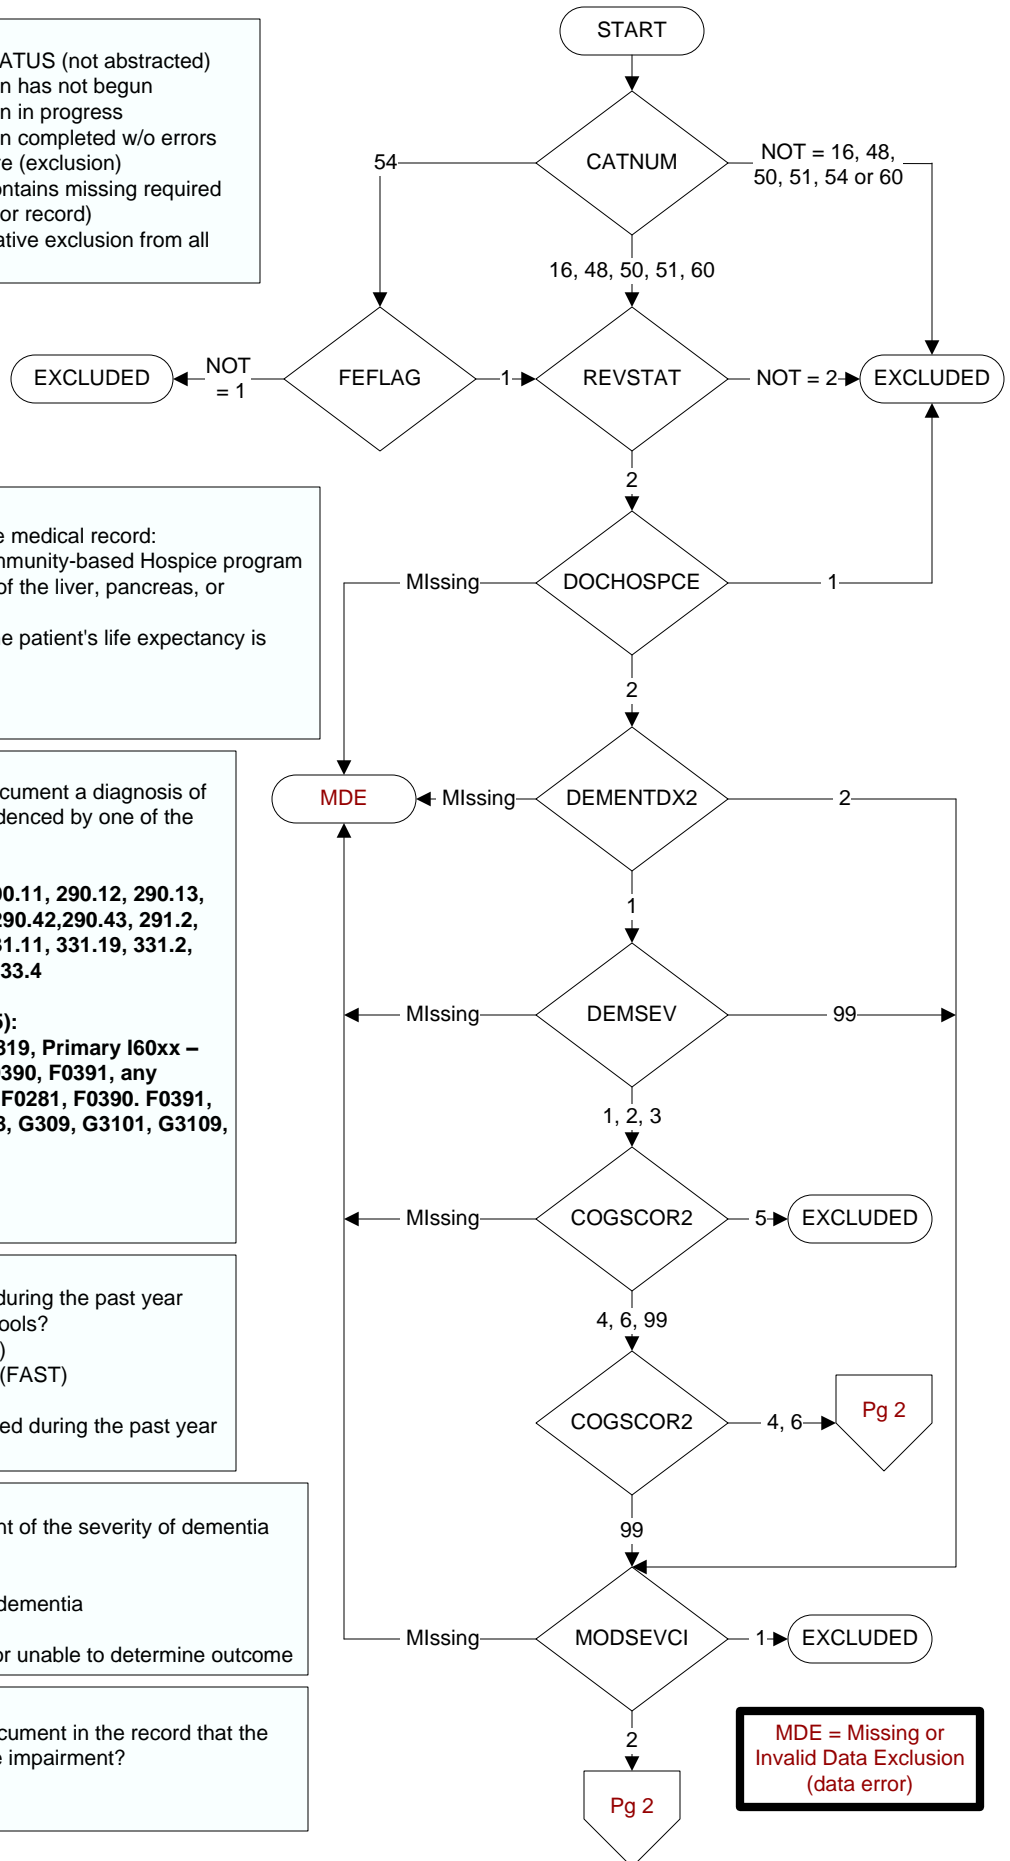 START
ATUS (not abstracted)
n has not begun
n in progress
n completed w/o errors
e (exclusion)
ontains missing required
or record)
ative exclusion from all
54
CATNUM
NOT = 16, 48,
50, 51, 54 or 60
16, 48, 50, 51, 60
EXCLUDED
NOT
= 1
FEFLAG
1
REVSTAT
NOT = 2
EXCLUDED
2
e medical record:
mmunity-based Hospice program
of the liver, pancreas, or
e patient's life expectancy is
MIssing
DOCHOSPCE
1
2
MDE
MIssing
DEMENTDX2
2
cument a diagnosis of
idenced by one of the
90.11, 290.12, 290.13,
290.42,290.43, 291.2,
31.11, 331.19, 331.2,
33.4
5):
319, Primary I60xx –
0390, F0391, any
F0281, F0390. F0391,
8, G309, G3101, G3109,
1
MIssing
DEMSEV
99
1, 2, 3
MIssing
COGSCOR2
5
EXCLUDED
4, 6, 99
during the past year
ools?
)
(FAST)
ed during the past year
COGSCOR2
4, 6
Pg 2
99
nt of the severity of dementia
dementia
or unable to determine outcome
MIssing
MODSEVCI
1
EXCLUDED
2
cument in the record that the
e impairment?
Pg 2
MDE = Missing or
Invalid Data Exclusion
(data error)